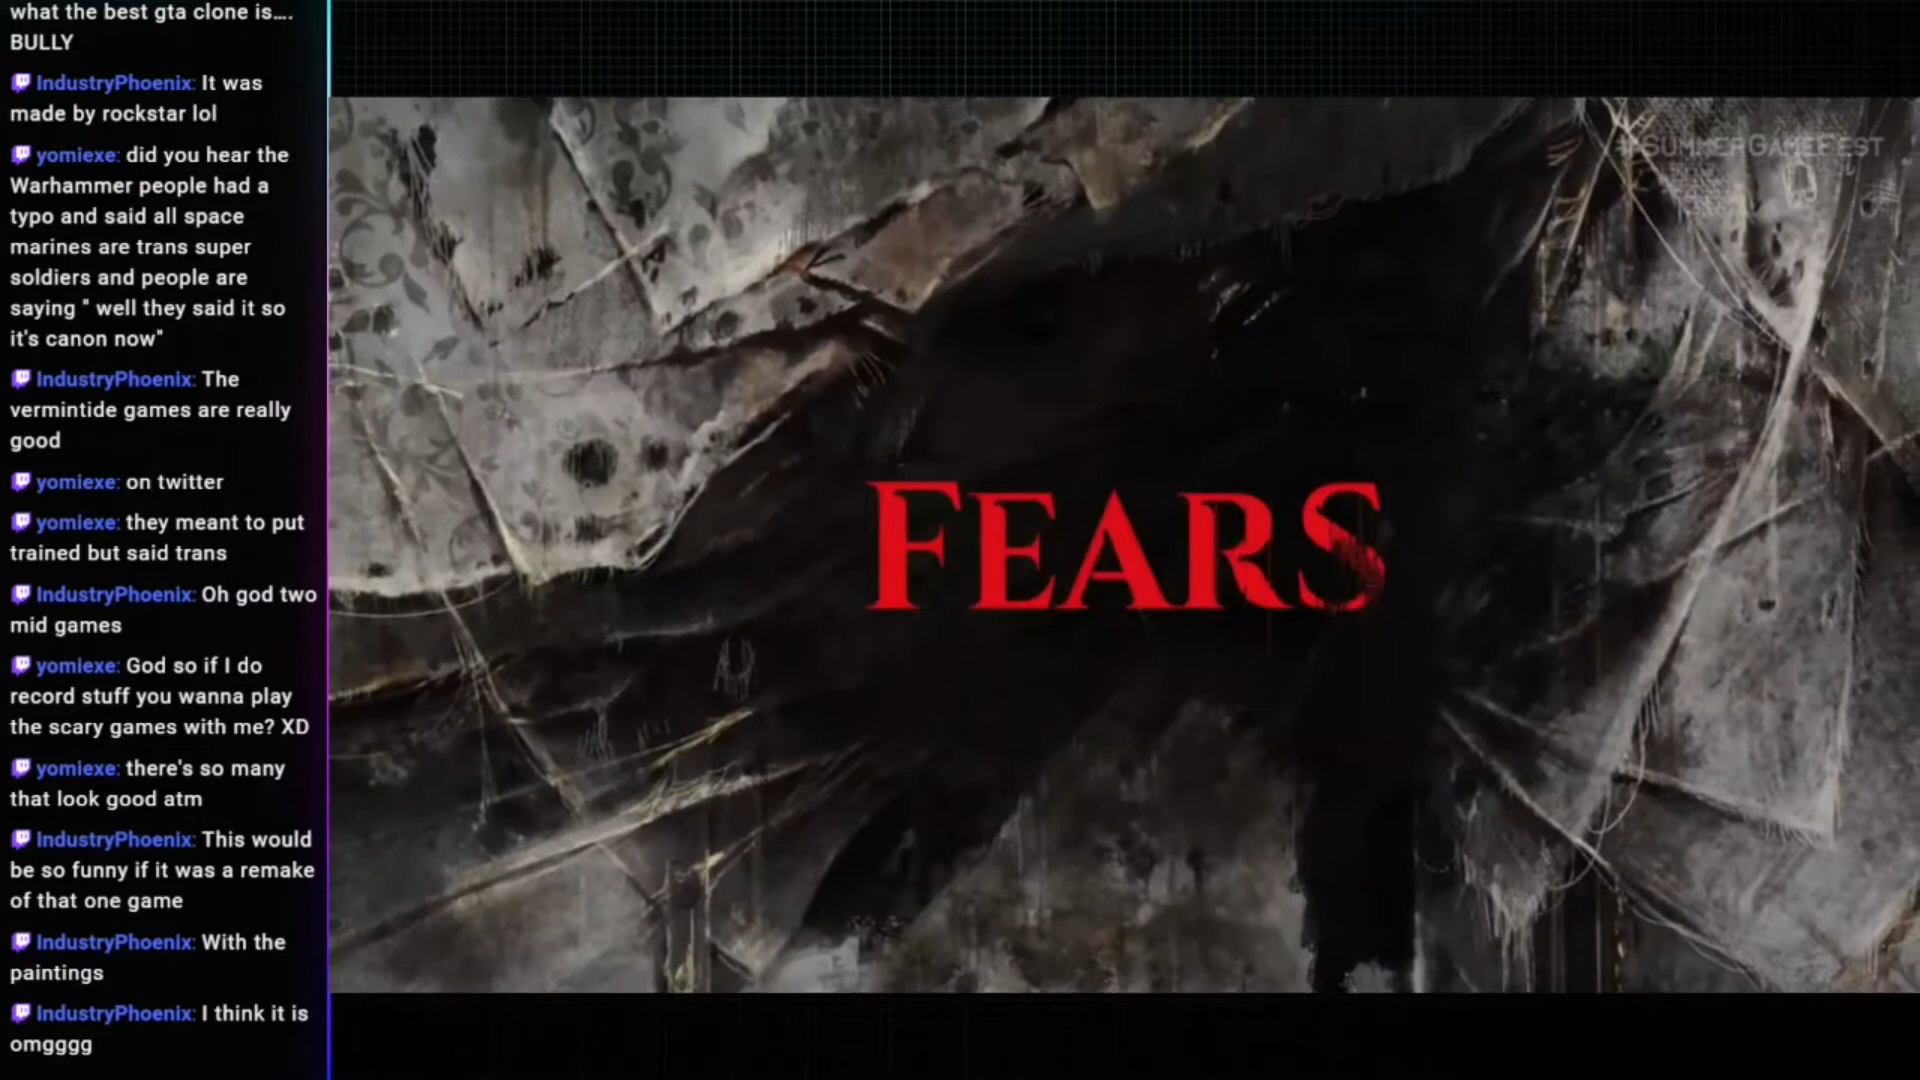 what the best gta clone is....
BULLY
IndustryPhoenix: It was
made by rockstar lol
yomiexe: did you hear the
Warhammer people had a
typo and said all space
marines are trans super
soldiers and people are
saying " well they said it so
it's canon now"
IndustryPhoenix: The
vermintide games are really
good
yomiexe: on twitter
yomiexe: they meant to put
trained but said trans
IndustryPhoenix: Oh god two
mid games
yomiexe: God so if I do
record stuff you wanna play
the scary games with me? XD
yomiexe: there's so many
that look good atm
IndustryPhoenix: This would
be so funny if it was a remake
of that one game
IndustryPhoenix: With the
paintings
IndustryPhoenix: I think it is
omgggg
#SUMMERGAMEFEST
FEARS